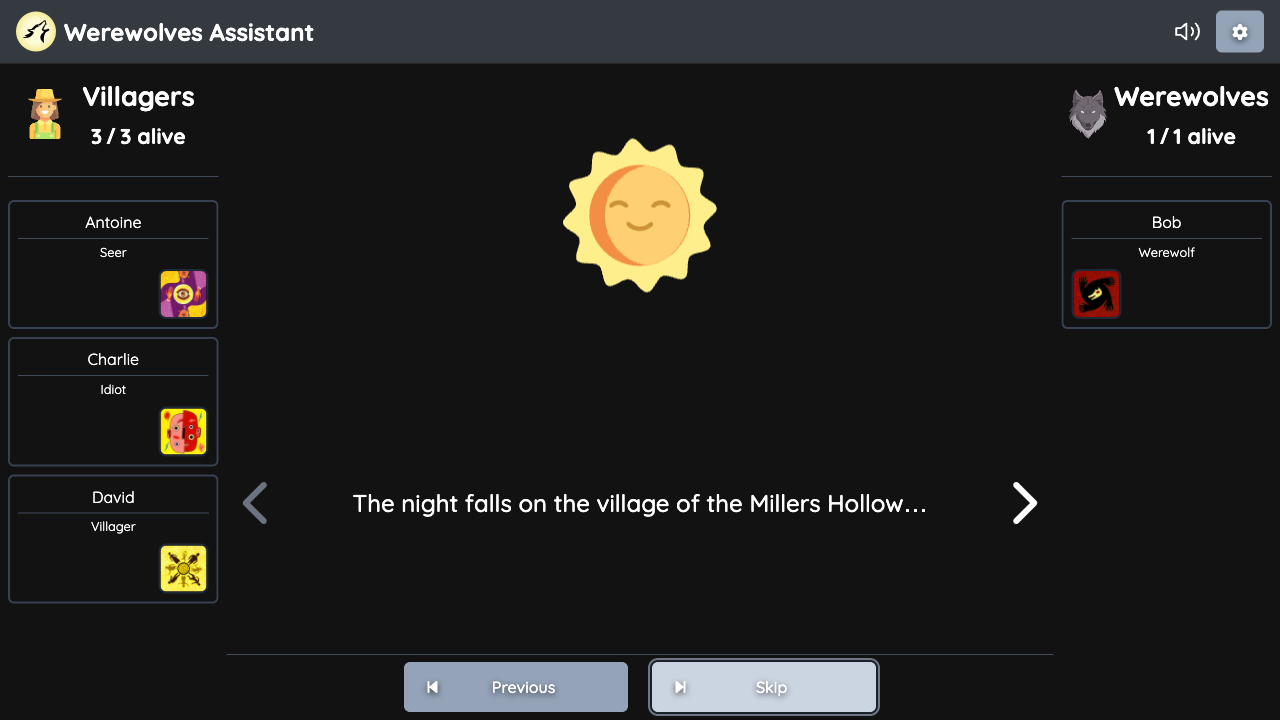 Werewolves Assistant
Villagers
3 / 3 alive
Antoine
Seer
Charlie
Idiot
David
Villager
The night falls on the village of the Millers Hollow...
Previous
Skip
Werewolves
1 / 1 alive
Bob
Werewolf